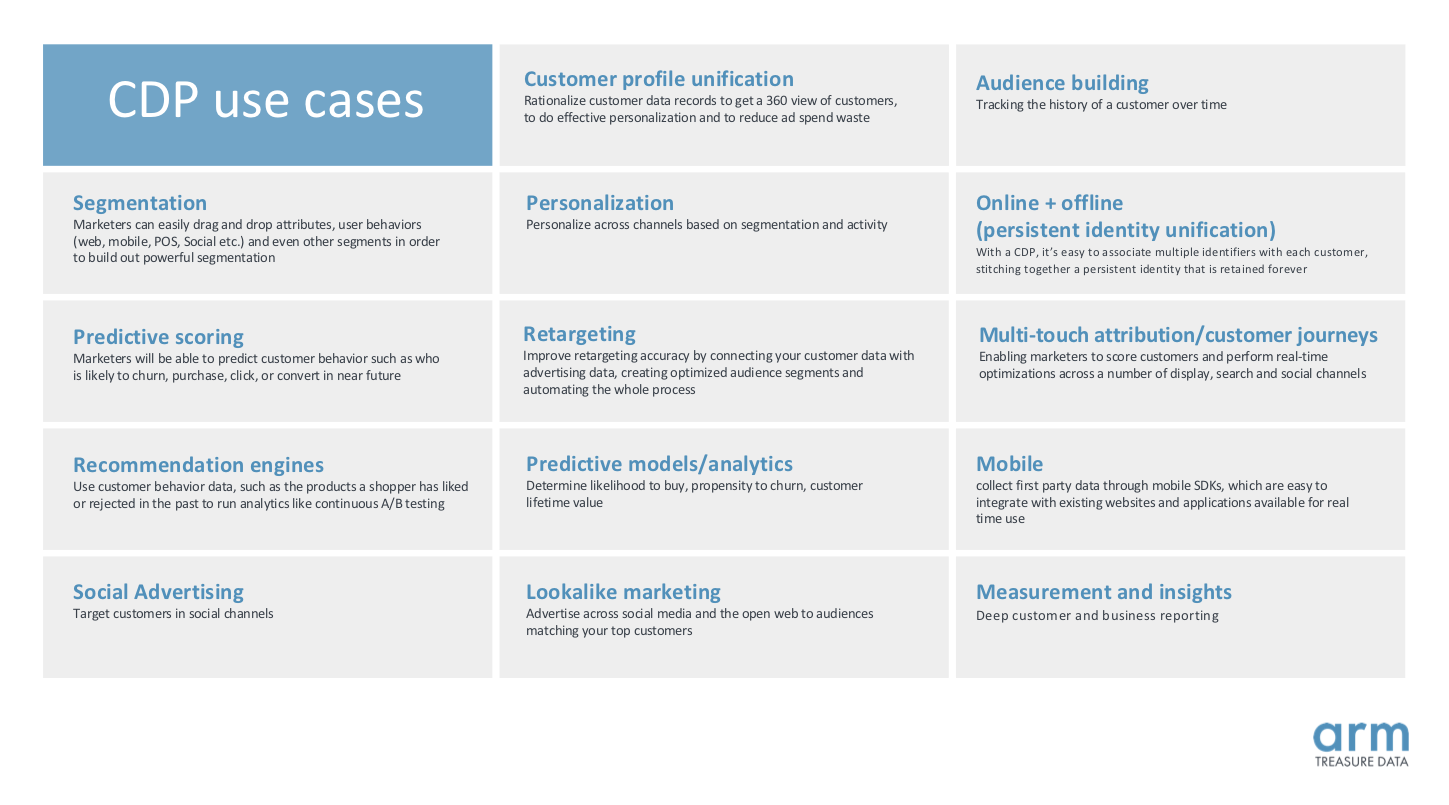 CDP use cases
Customer profile unification
Rationalize customer data records to get a 360 view of customers,
to do effective personalization and to reduce ad spend waste
Audience building
Tracking the history of a customer over time
Segmentation
Marketers can easily drag and drop attributes, user behaviors
(web, mobile, POS, Social etc.) and even other segments in order
to build out powerful segmentation
Personalization
Personalize across channels based on segmentation and activity
Online + offline
(persistent identity unification)
With a CDP, it's easy to associate multiple identifiers with each customer,
stitching together a persistent identity that is retained forever
Predictive scoring
Marketers will be able to predict customer behavior such as who
is likely to churn, purchase, click, or convert in near future
Retargeting
Improve retargeting accuracy by connecting your customer data with
advertising data, creating optimized audience segments and
automating the whole process
Multi-touch attribution/customer journeys
Enabling marketers to score customers and perform real-time
optimizations across a number of display, search and social channels
Recommendation engines
Use customer behavior data, such as the products a shopper has liked
or rejected in the past to run analytics like continuous A/B testing
Predictive models/analytics
Determine likelihood to buy, propensity to churn, customer
lifetime value
Mobile
collect first party data through mobile SDKs, which are easy to
integrate with existing websites and applications available for real
time use
Social Advertising
Target customers in social channels
Lookalike marketing
Advertise across social media and the open web to audiences
matching your top customers
Measurement and insights
Deep customer and business reporting
arm
TREASURE DATA